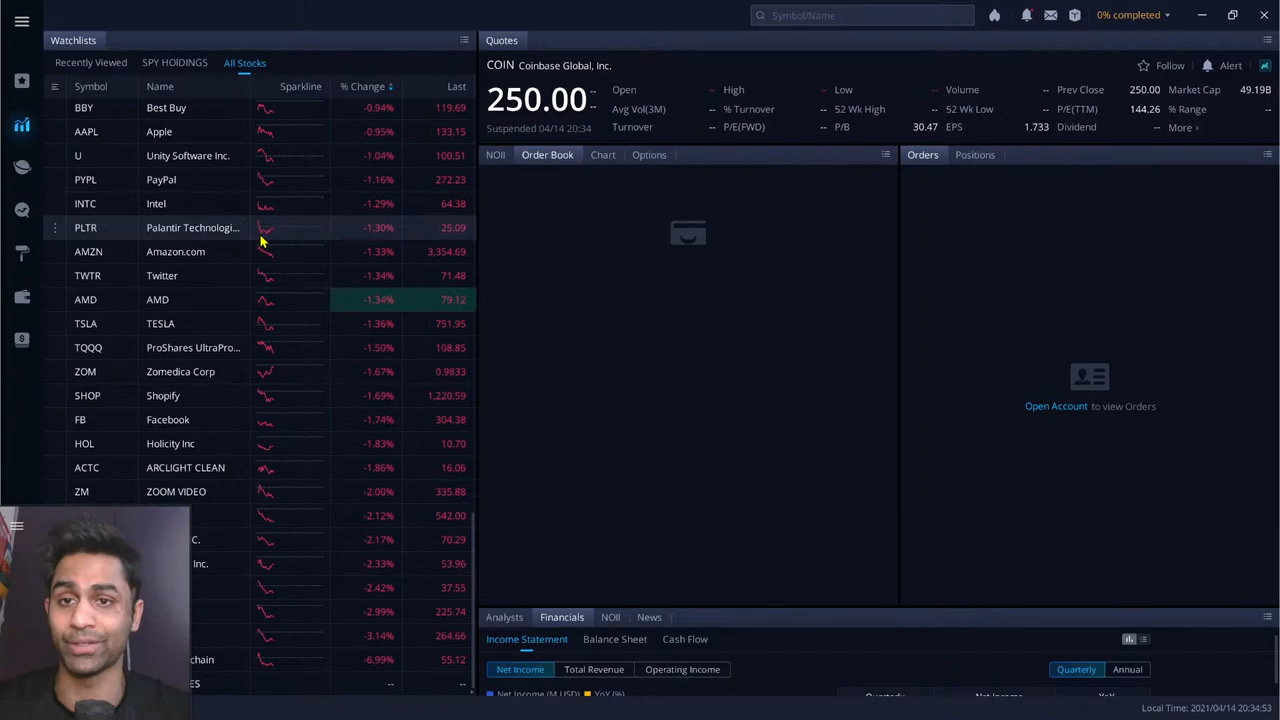 Symbol/Name
0% completed
Watchlists
Recently Viewed SPY HOLDINGS All Stocks
Symbol Name Sparkline % Change Last
BBY Best Buy -0.94% 119.69
AAPL Apple -0.95% 133.15
U Unity Software Inc. -1.04% 100.51
PYPL PayPal -1.16% 272.23
INTC Intel -1.29% 64.38
PLTR Palantir Technologi... -1.30% 25.09
AMZN Amazon.com -1.33% 3,354.69
TWTR Twitter -1.34% 71.48
AMD AMD -1.34% 79.12
TSLA TESLA -1.36% 751.95
TQQQ ProShares UltraPro... -1.50% 108.85
ZOM Zomedica Corp -1.67% 0.9833
SHOP Shopify -1.69% 1,220.59
FB Facebook -1.74% 304.38
HOL Holicity Inc -1.83% 10.70
ACTC ARCLIGHT CLEAN -1.86% 16.06
ZM ZOOM VIDEO -2.00% 335.88
-2.12% 542.00
C. -2.17% 70.29
Inc. -2.33% 53.96
-2.42% 37.55
-2.99% 225.74
-3.14% 264.66
chain -6.99% 55.12
ES -- --
Quotes
COIN Coinbase Global, Inc.
Follow Alert
250.00 --
--
Suspended 04/14 20:34
Open -- High -- Low -- Volume -- Prev Close 250.00 Market Cap 49.19B
Avg Vol(3M) -- % Turnover -- 52 Wk High -- 52 Wk Low -- P/E(TTM) 144.26 % Range --
Turnover -- P/E(FWD) -- P/B 30.47 EPS 1.733 Dividend -- More ›
NOII Order Book Chart Options
Orders Positions
Open Account to view Orders
Analysts Financials NOII News
Income Statement Balance Sheet Cash Flow
Net Income Total Revenue Operating Income
Quarterly Annual
Net Income (M USD) YoY (%)
Quarterly Net Income YoY
Local Time: 2021/04/14 20:34:53